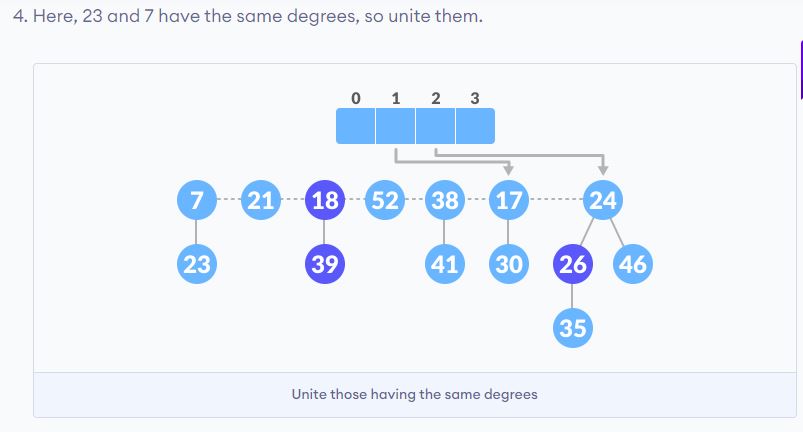 4. Here, 23 and 7 have the same degrees, so unite them.
0 1 2 3
7 21 18 52 38 17 24
23 39 41 30 26 46
35
Unite those having the same degrees